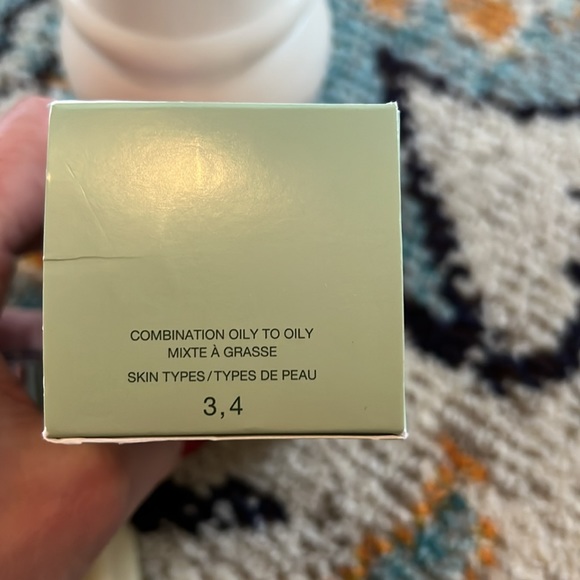 COMBINATION OILY TO OILY
MIXTE À GRASSE
SKIN TYPES/TYPES DE PEAU
3,4